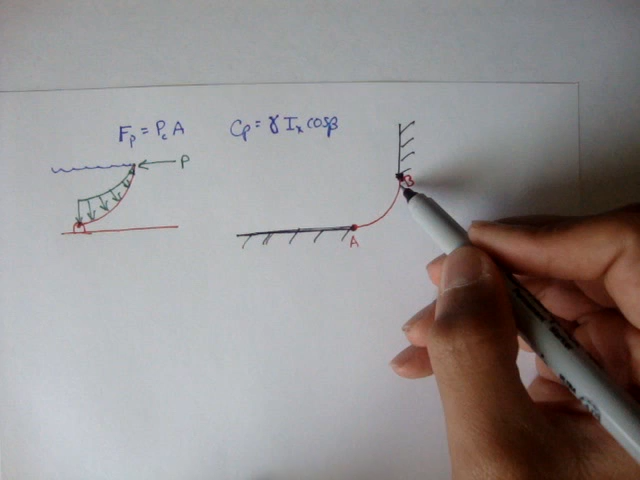 Fp = Pc A
Cp = γ Ix cosβ
P
B
A